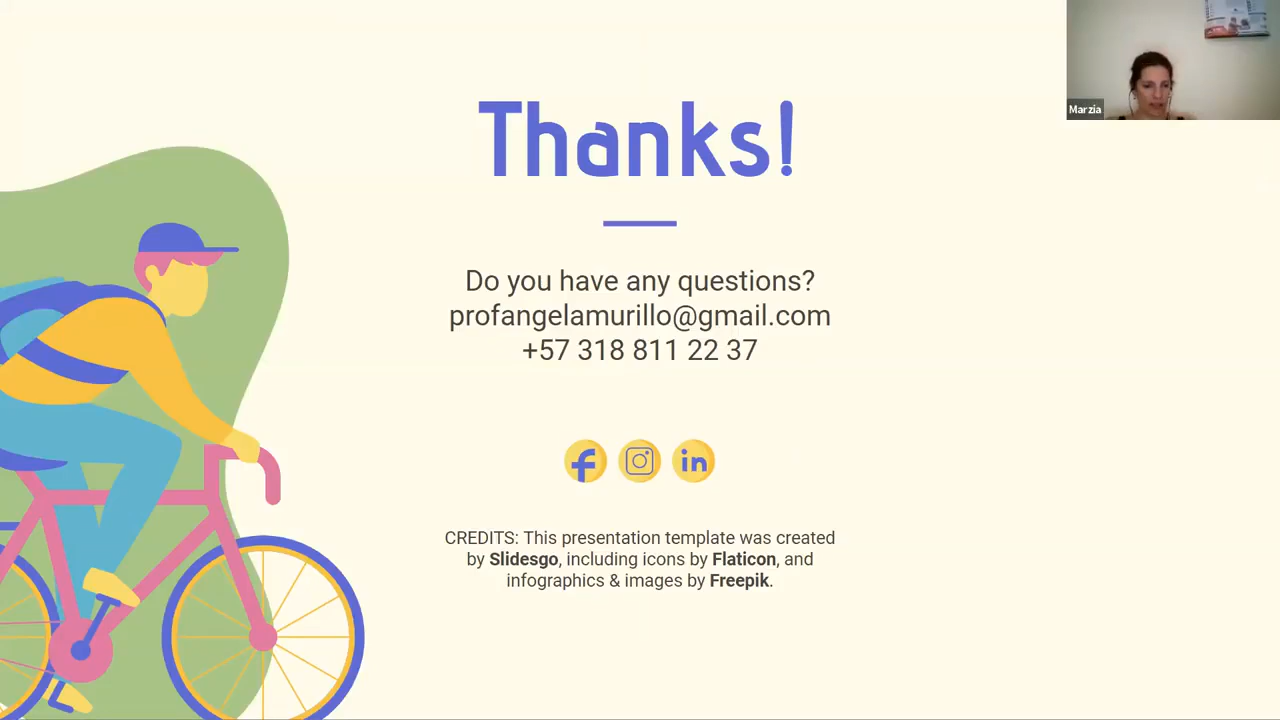 Thanks!
Do you have any questions?
profangelamurillo@gmail.com
+57 318 811 22 37
CREDITS: This presentation template was created
by Slidesgo, including icons by Flaticon, and
infographics & images by Freepik.
Marzia